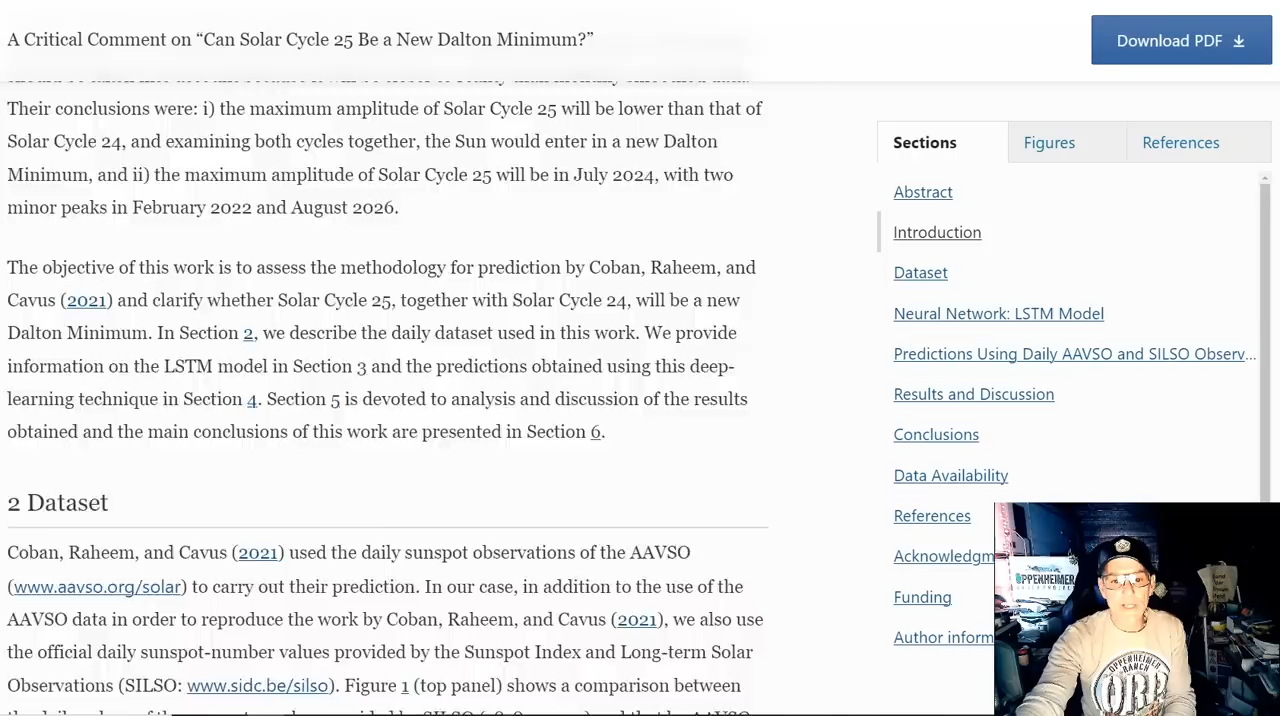 A Critical Comment on “Can Solar Cycle 25 Be a New Dalton Minimum?”
Download PDF
Their conclusions were: i) the maximum amplitude of Solar Cycle 25 will be lower than that of
Solar Cycle 24, and examining both cycles together, the Sun would enter in a new Dalton
Minimum, and ii) the maximum amplitude of Solar Cycle 25 will be in July 2024, with two
minor peaks in February 2022 and August 2026.
The objective of this work is to assess the methodology for prediction by Coban, Raheem, and
Cavus (2021) and clarify whether Solar Cycle 25, together with Solar Cycle 24, will be a new
Dalton Minimum. In Section 2, we describe the daily dataset used in this work. We provide
information on the LSTM model in Section 3 and the predictions obtained using this deep-
learning technique in Section 4. Section 5 is devoted to analysis and discussion of the results
obtained and the main conclusions of this work are presented in Section 6.
2 Dataset
Coban, Raheem, and Cavus (2021) used the daily sunspot observations of the AAVSO
(www.aavso.org/solar) to carry out their prediction. In our case, in addition to the use of the
AAVSO data in order to reproduce the work by Coban, Raheem, and Cavus (2021), we also use
the official daily sunspot-number values provided by the Sunspot Index and Long-term Solar
Observations (SILSO: www.sidc.be/silso). Figure 1 (top panel) shows a comparison between
Sections
Figures
References
Abstract
Introduction
Dataset
Neural Network: LSTM Model
Predictions Using Daily AAVSO and SILSO Observ...
Results and Discussion
Conclusions
Data Availability
References
Acknowledgm
Funding
Author inform
OPPENHEIMER
OPPENHEIMER
RANCH